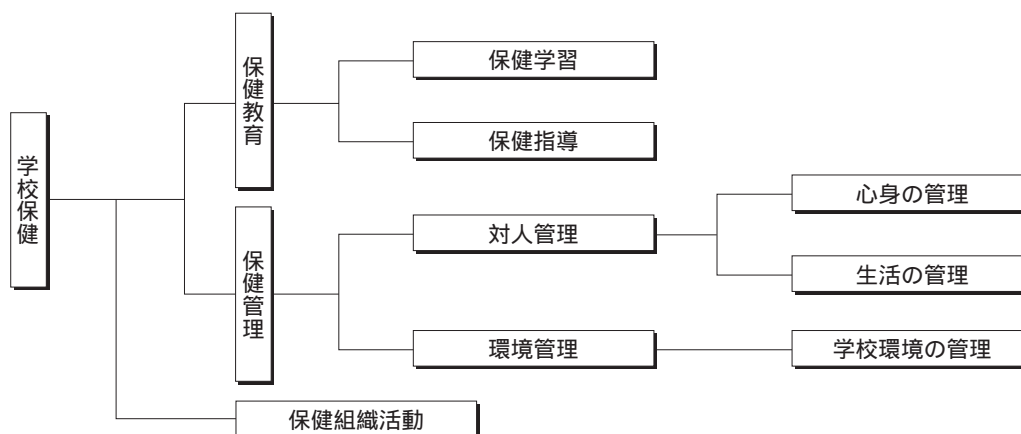 学校保健
保健教育
保健学習
保健指導
保健管理
対人管理
心身の管理
生活の管理
環境管理
学校環境の管理
保健組織活動